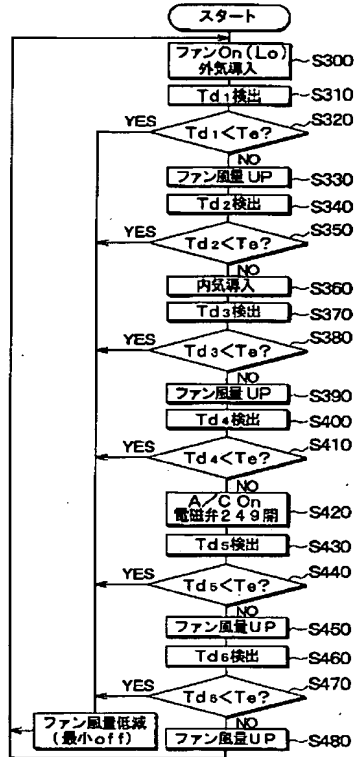 スタート
ファンOn(Lo)
外気導入
S300
Td1検出
S310
YES
Td1<Te?
S320
NO
ファン風量UP
S330
Td2検出
S340
YES
Td2<Te?
S350
NO
内気導入
S360
Td3検出
S370
YES
Td3<Te?
S380
NO
ファン風量UP
S390
Td4検出
S400
YES
Td4<Te?
S410
NO
A/C On
電磁弁249開
S420
Td5検出
S430
YES
Td5<Te?
S440
NO
ファン風量UP
S450
Td6検出
S460
YES
Td6<Te?
S470
NO
ファン風量低減
(最小off)
ファン風量UP
S480